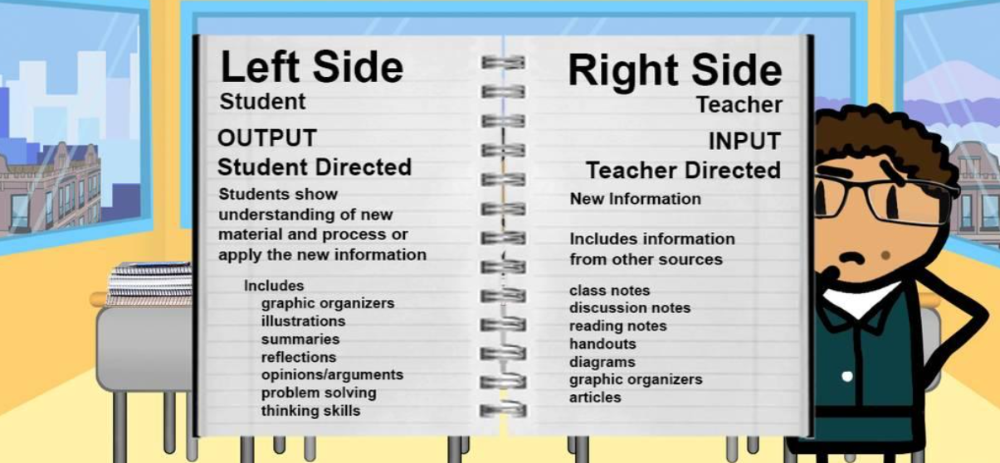 Left Side
Student
OUTPUT
Student Directed
Students show
understanding of new
material and process or
apply the new information
Includes
graphic organizers
illustrations
summaries
reflections
opinions/arguments
problem solving
thinking skills
Right Side
Teacher
INPUT
Teacher Directed
New Information
Includes information
from other sources
class notes
discussion notes
reading notes
handouts
diagrams
graphic organizers
articles